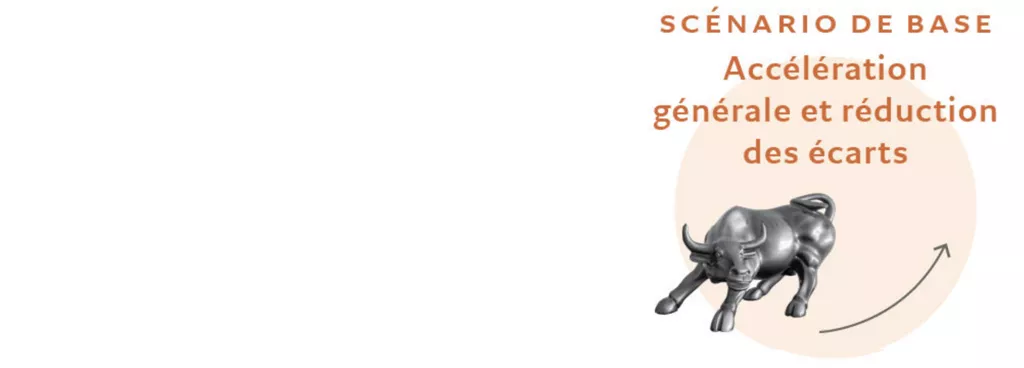 SCÉNARIO DE BASE
Accélération
générale et réduction
des écarts